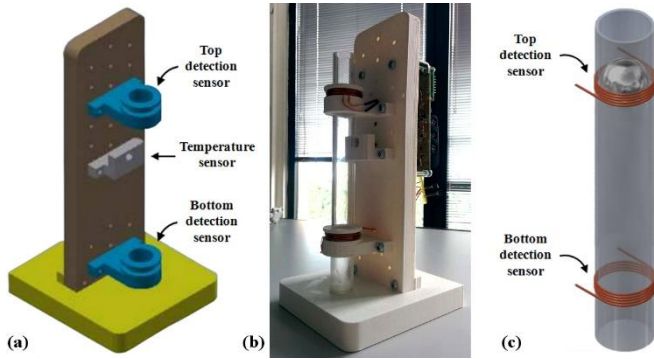 Top
detection
sensor
Temperature
sensor
Bottom
detection
sensor
(a)
(b)
Top
detection
sensor
Bottom
detection
sensor
(c)